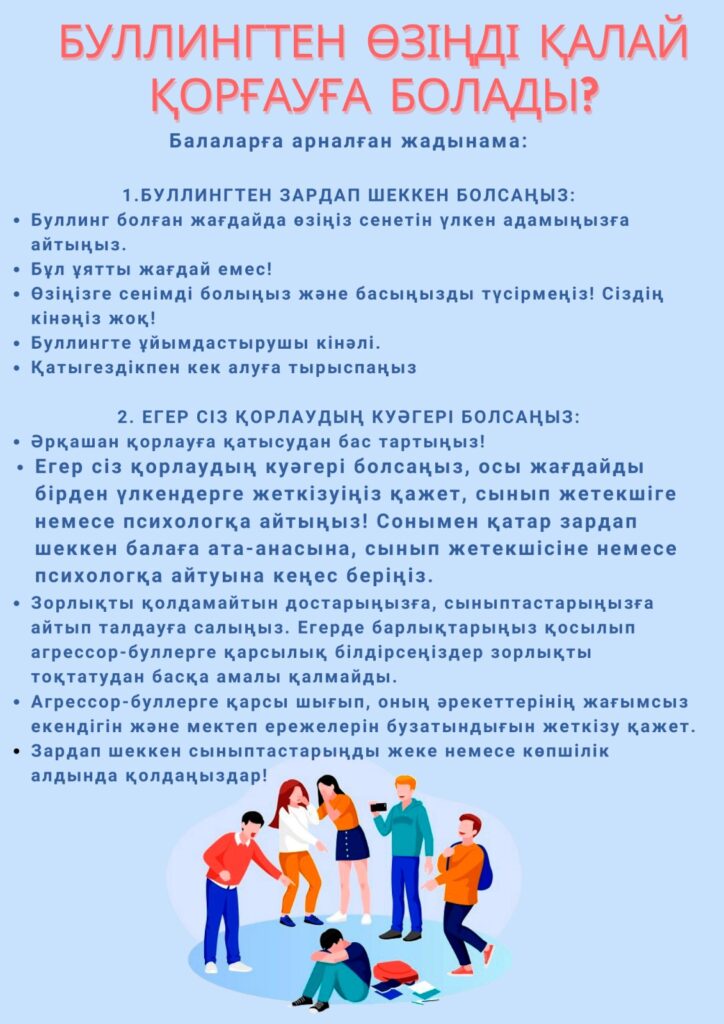 БУЛЛИНГТЕН ӨЗІҢДІ ҚАЛАЙ
ҚОРҒАУҒА БОЛАДЫ?
Балаларға арналған жадынама:
1.БУЛЛИНГТЕН ЗАРДАП ШЕККЕН БОЛСАҢЫЗ:
• Буллинг болған жағдайда өзіңіз сенетін үлкен адамыңызға
айтыңыз.
• Бұл ұятты жағдай емес!
• Өзіңізге сенімді болыңыз және басыңызды түсірмеңіз! Сіздің
кінәңіз жоқ!
• Буллингте ұйымдастырушы кінәлі.
• Қатыгездікпен кек алуға тырыспаңыз
2. ЕГЕР СІЗ ҚОРЛАУДЫҢ КУӘГЕРІ БОЛСАҢЫЗ:
• Әрқашан қорлауға қатысудан бас тартыңыз!
• Егер сіз қорлаудың куәгері болсаңыз, осы жағдайды
бірден үлкендерге жеткізуіңіз қажет, сынып жетекшіге
немесе психологқа айтыңыз! Сонымен қатар зардап
шеккен балаға ата-анасына, сынып жетекшісіне немесе
психологқа айтуына кеңес беріңіз.
• Зорлықты қолдамайтын достарыңызға, сыныптастарыңызға
айтып талдауға салыңыз. Егерде барлықтарыңыз қосылып
агрессор-буллерге қарсылық білдірсеңіздер зорлықты
тоқтатудан басқа амалы қалмайды.
• Агрессор-буллерге қарсы шығып, оның әрекеттерінің жағымсыз
екендігін және мектеп ережелерін бузатындығын жеткізу қажет.
• Зардап шеккен сыныптастарыңды жеке немесе көпшілік
алдында қолдаңыздар!